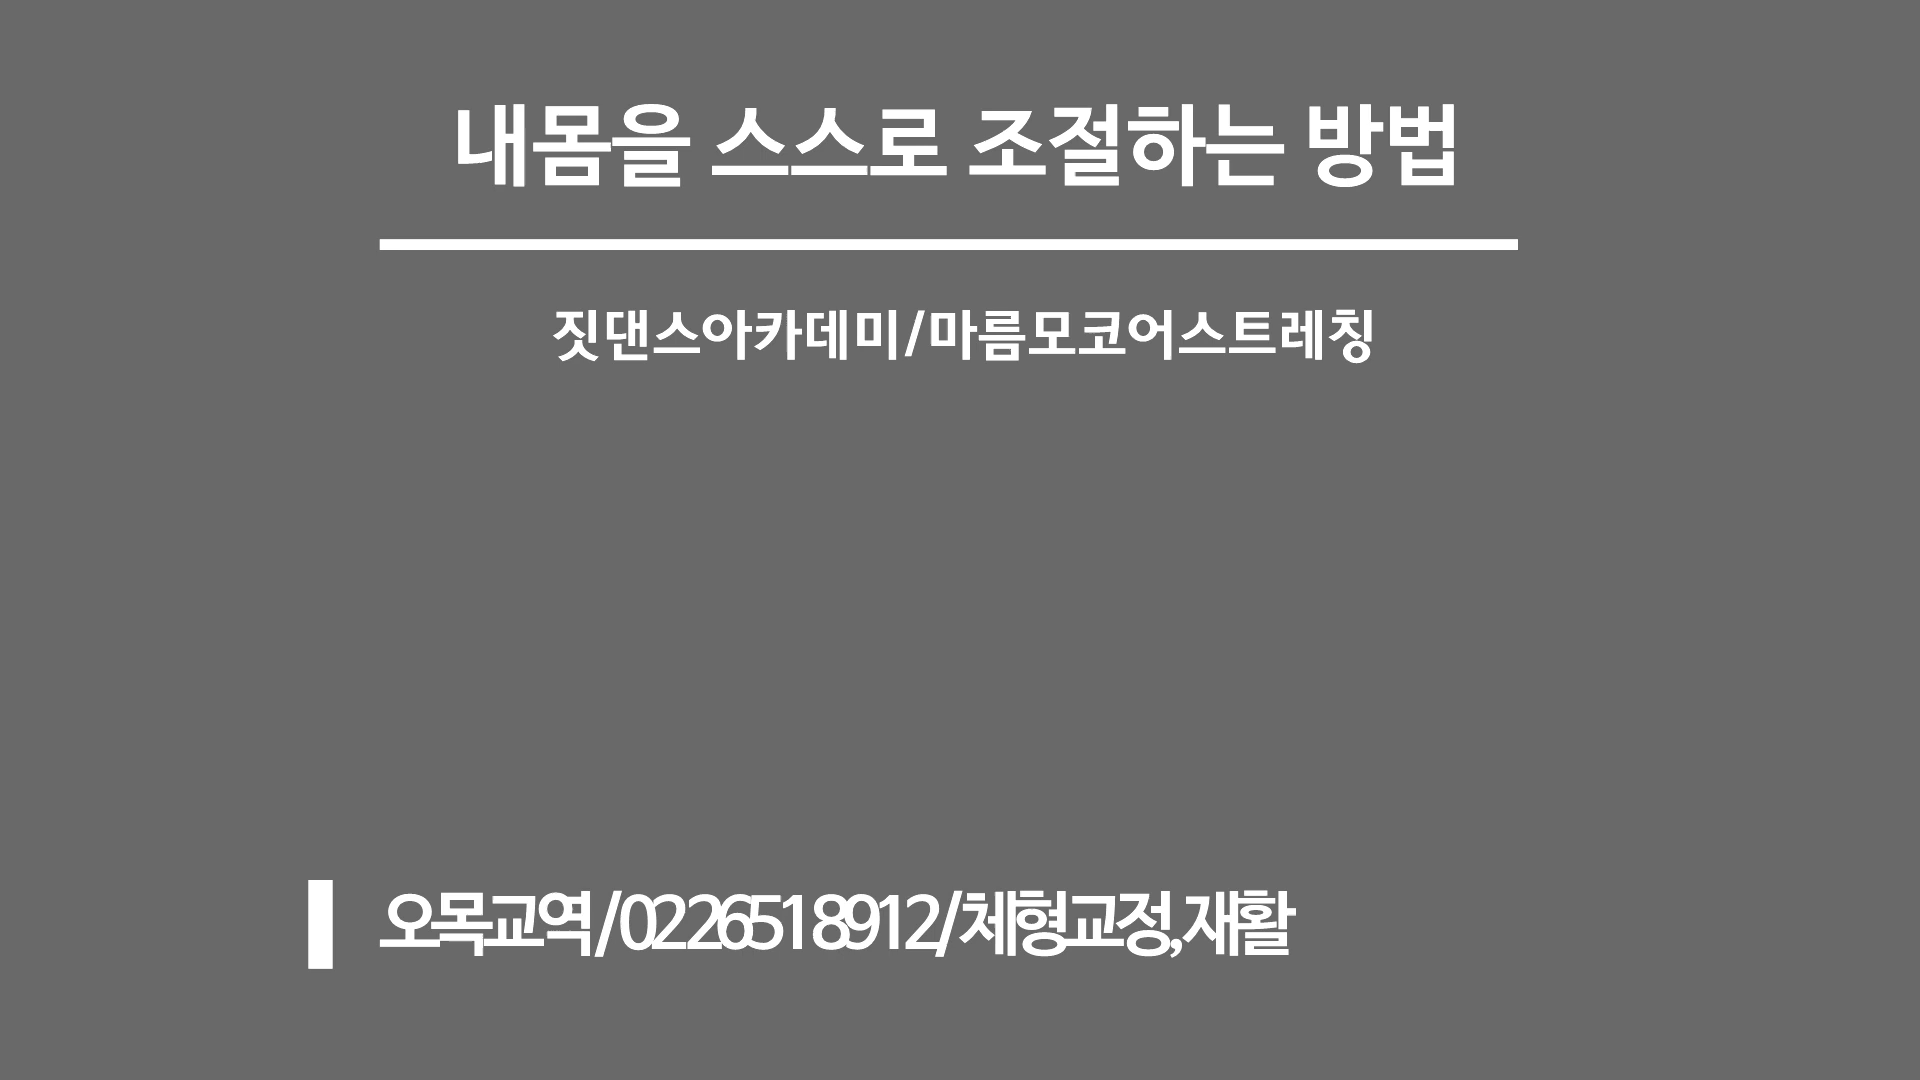 내몸을 스스로 조절하는 방법
짓댄스아카데미/마름모코어스트레칭
오목교역/0226518912/체형교정,재활